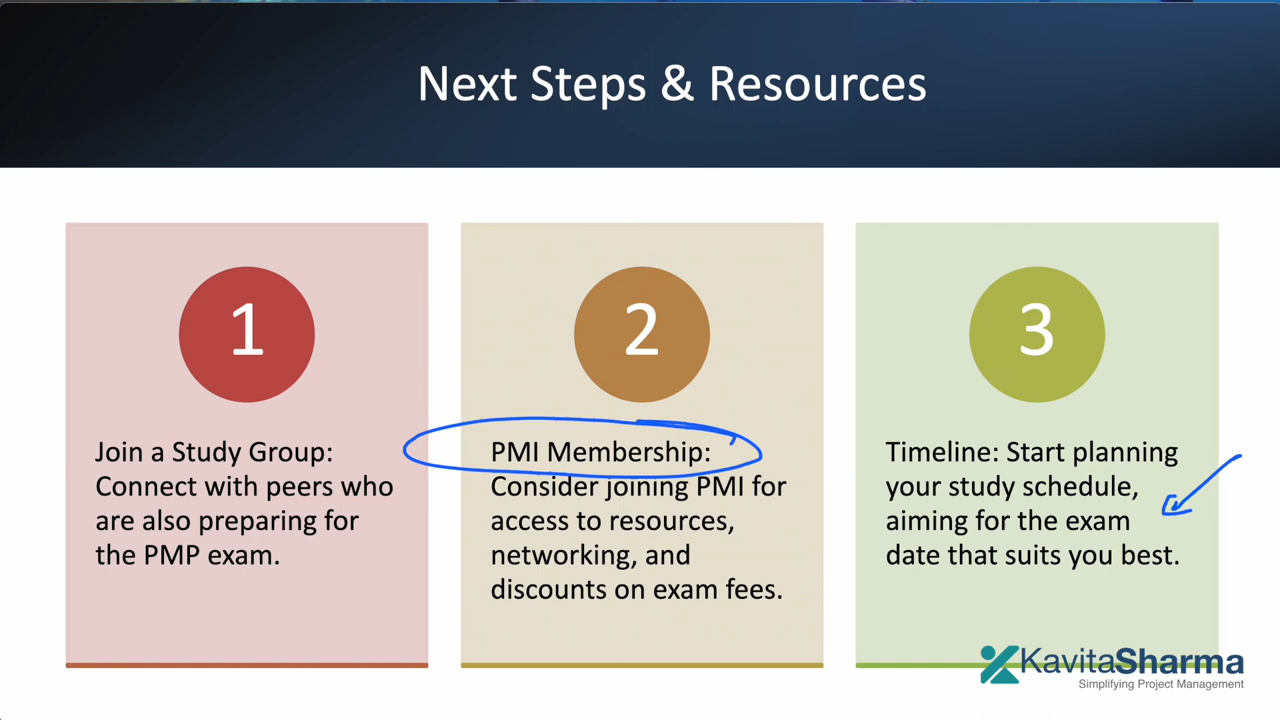 Next Steps & Resources
1
Join a Study Group:
Connect with peers who
are also preparing for
the PMP exam.
2
PMI Membership:
Consider joining PMI for
access to resources,
networking, and
discounts on exam fees.
3
Timeline: Start planning
your study schedule,
aiming for the exam
date that suits you best.
KavitaSharma
Simplifying Project Management